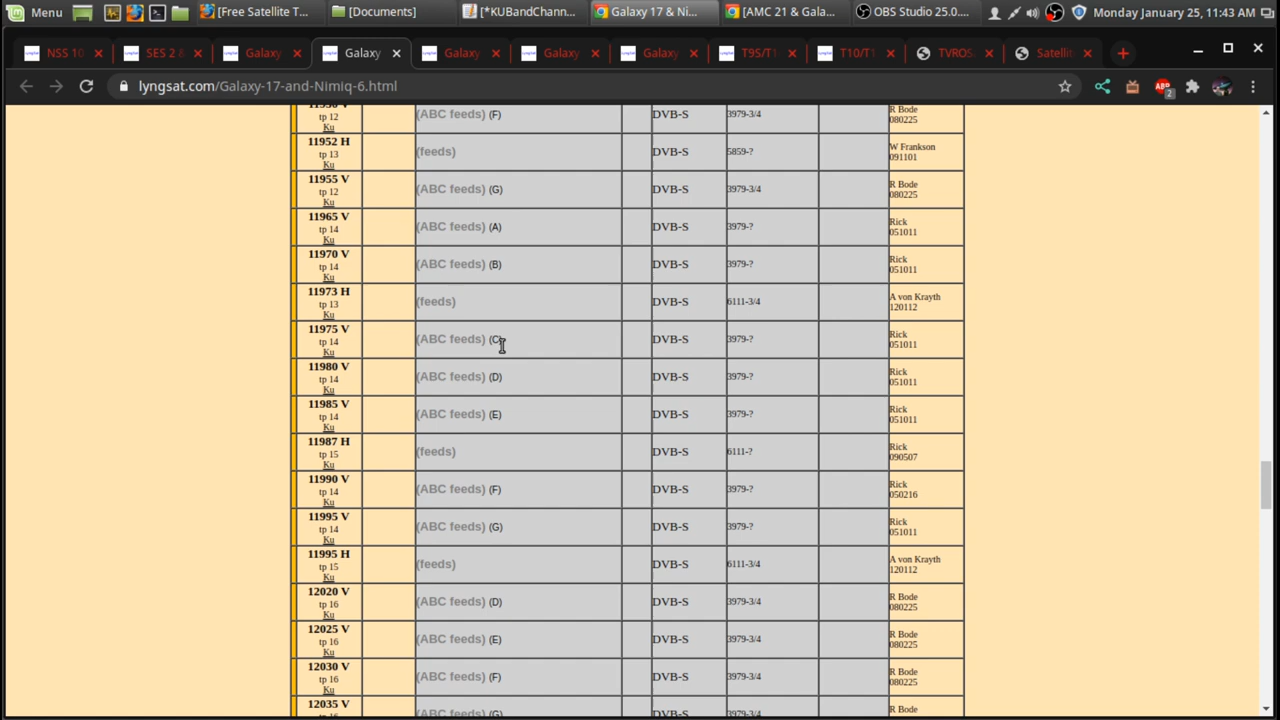 Menu [Free Satellite T... [Documents] [*KUBandChan... Galaxy 17 & Ni... [AMC 21 & Ga... OBS Studio 25.0.... Monday January 25, 11:43 AM
NSS 10 SES 2 & Galaxy Galaxy Galaxy Galaxy Galaxy T9S/T1 T10/T1 TVROS Satellit
lyngsat.com/Galaxy-17-and-Nimiq-6.html
tp 12 Ku (ABC feeds) (F) DVB-S 3979-3/4 R Bode 080225
11952 H tp 13 Ku (feeds) DVB-S 5859-? W Frankson 091101
11955 V tp 12 Ku (ABC feeds) (G) DVB-S 3979-3/4 R Bode 080225
11965 V tp 14 Ku (ABC feeds) (A) DVB-S 3979-? Rick 051011
11970 V tp 14 Ku (ABC feeds) (B) DVB-S 3979-? Rick 051011
11973 H tp 13 Ku (feeds) DVB-S 6111-3/4 A von Krayth 120112
11975 V tp 14 Ku (ABC feeds) (C) DVB-S 3979-? Rick 051011
11980 V tp 14 Ku (ABC feeds) (D) DVB-S 3979-? Rick 051011
11985 V tp 14 Ku (ABC feeds) (E) DVB-S 3979-? Rick 051011
11987 H tp 15 Ku (feeds) DVB-S 6111-? Rick 090507
11990 V tp 14 Ku (ABC feeds) (F) DVB-S 3979-? Rick 050216
11995 V tp 14 Ku (ABC feeds) (G) DVB-S 3979-? Rick 051011
11995 H tp 15 Ku (feeds) DVB-S 6111-3/4 A von Krayth 120112
12020 V tp 16 Ku (ABC feeds) (D) DVB-S 3979-3/4 R Bode 080225
12025 V tp 16 Ku (ABC feeds) (E) DVB-S 3979-3/4 R Bode 080225
12030 V tp 16 Ku (ABC feeds) (F) DVB-S 3979-3/4 R Bode 080225
12035 V tp 16 (ABC feeds) (G) DVB-S 3979-3/4 R Bode